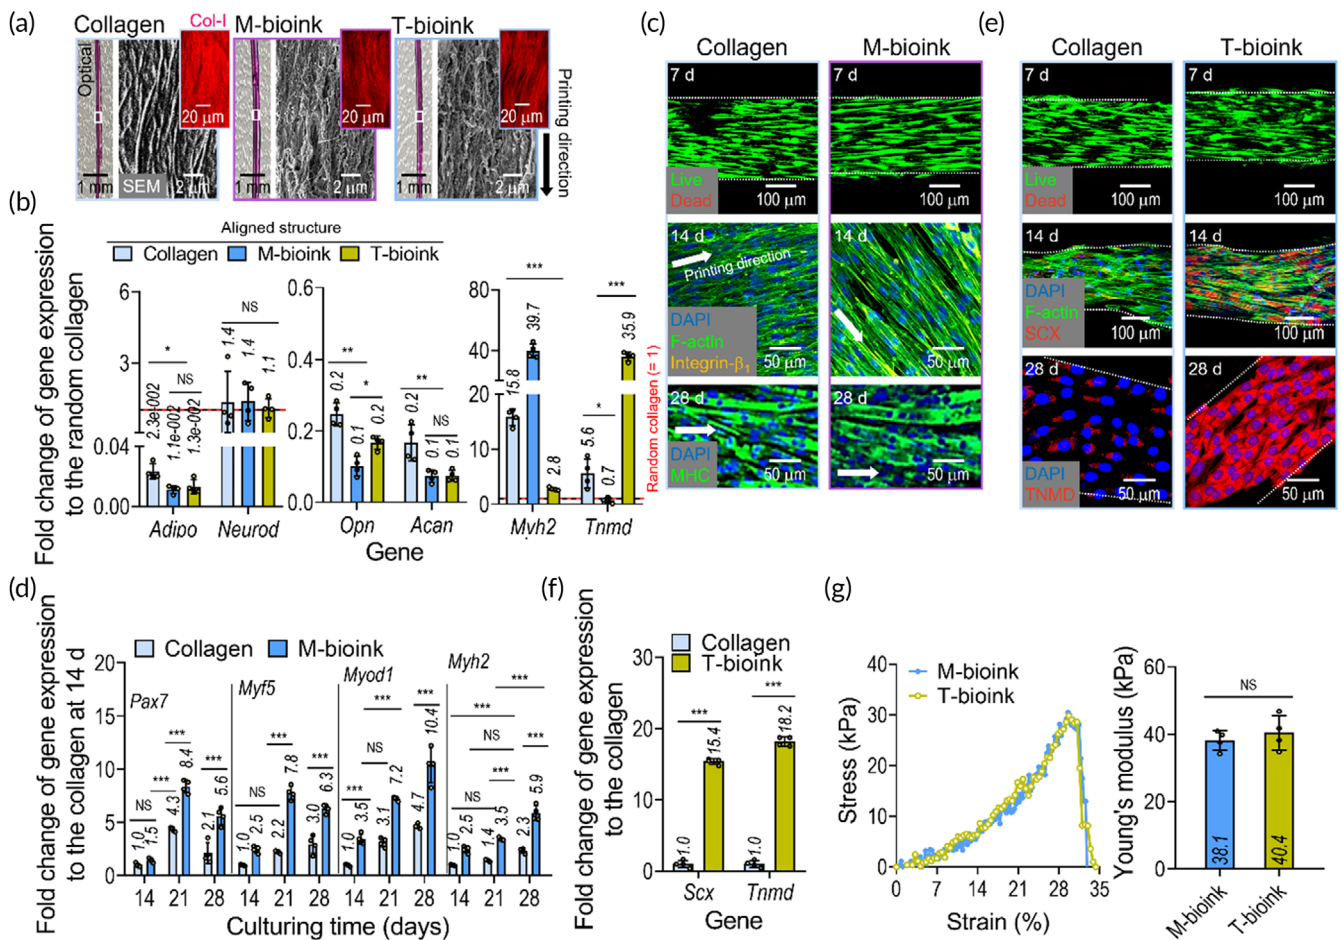 (a)
Collagen
Col-I
M-bioink
T-bioink
Optical
SEM
1 mm
2 μm
20 μm
1 mm
2 μm
20 μm
1 mm
2 μm
20 μm
Printing direction
(b)
Fold change of gene expression
to the random collagen
Aligned structure
Collagen
M-bioink
T-bioink
6
3
0.04
0.00
*
NS
NS
2.3e-002
1.1e-002
1.3e-002
1.4
1.4
1.1
Adipo
Neurod
0.6
0.4
0.2
0.0
**
*
**
NS
0.2
0.1
0.2
0.2
0.1
0.1
Opn
Acan
80
40
20
10
0
***
***
*
15.8
39.7
2.8
5.6
0.7
35.9
Myh2
Tnmd
Gene
Random collagen (= 1)
(c)
Collagen
M-bioink
7 d
Live
Dead
100 μm
7 d
100 μm
14 d
Printing direction
DAPI
F-actin
Integrin-β1
50 μm
14 d
50 μm
28 d
DAPI
MHC
50 μm
28 d
50 μm
(e)
Collagen
T-bioink
7 d
Live
Dead
100 μm
7 d
100 μm
14 d
DAPI
F-actin
SCX
100 μm
14 d
100 μm
28 d
DAPI
TNMD
50 μm
28 d
50 μm
(d)
Fold change of gene expression
to the collagen at 14 d
Collagen
M-bioink
20
15
10
5
0
Pax7
NS
***
***
***
1.0
1.5
4.3
8.4
2.1
5.6
Myf5
NS
***
***
1.0
2.5
2.2
7.8
3.0
6.3
Myod1
***
NS
***
***
1.0
3.5
3.1
7.2
4.7
10.4
Myh2
***
***
NS
***
***
NS
1.0
2.5
1.4
3.5
2.3
5.9
14 21 28 14 21 28 14 21 28 14 21 28
Culturing time (days)
(f)
Fold change of gene expression
to the collagen
Collagen
T-bioink
30
20
10
0
***
***
1.0
15.4
1.0
18.2
Scx
Tnmd
Gene
(g)
Stress (kPa)
M-bioink
T-bioink
40
30
20
10
0
0 7 14 21 28 35
Strain (%)
Young's modulus (kPa)
60
40
20
0
NS
38.1
40.4
M-bioink
T-bioink